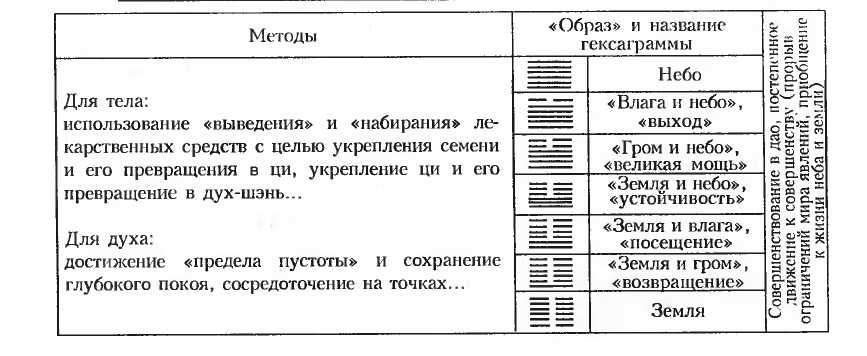 Методы
«Образ» и название
гексаграммы
Для тела:
использование «выведения» и «набирания» ле-
карственных средств с целью укрепления семени
и его превращения в ци, укрепление ци и его
превращение в дух-шэнь...
Для духа:
достижение «предела пустоты» и сохранение
глубокого покоя, сосредоточение на точках...
Небо
«Влага и небо»,
«выход»
«Гром и небо»,
«великая мощь»
«Земля и небо»,
«устойчивость»
«Земля и влага»,
«посещение»
«Земля и гром»,
«возвращение»
Земля
Совершенствование в дао, постепенное
движение к совершенству (прорыв
ограничений мира явлений, приобщение
к жизни неба и земли)